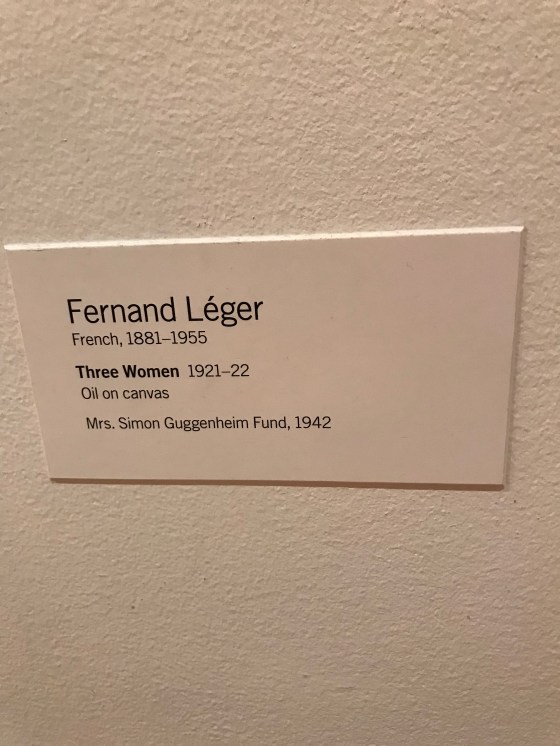 Fernand Léger
French, 1881–1955
Three Women 1921–22
Oil on canvas
Mrs. Simon Guggenheim Fund, 1942